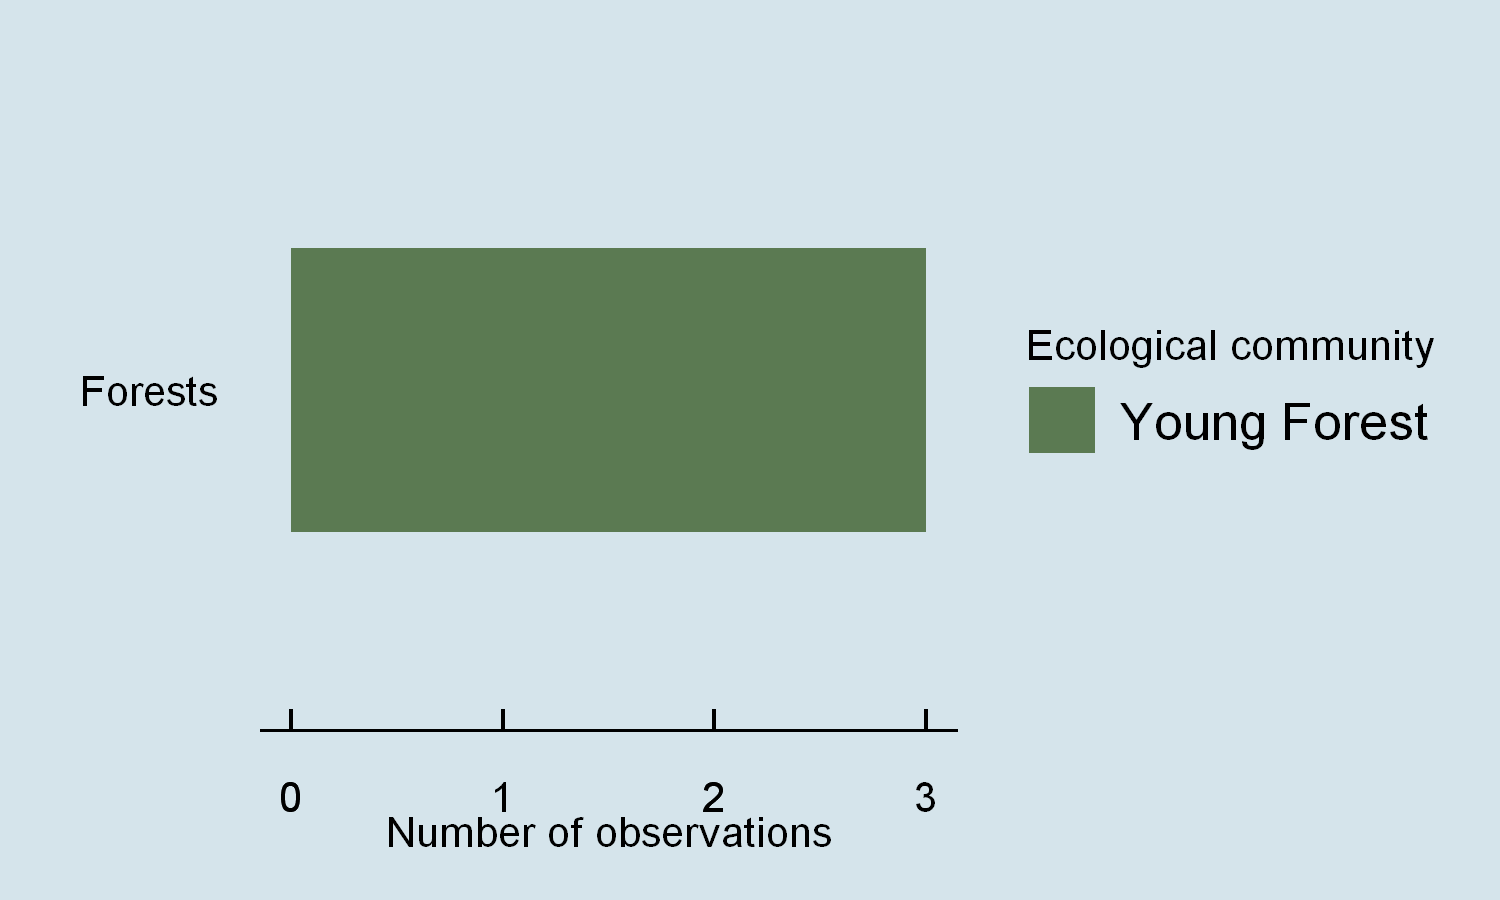 Forests
Ecological community
Young Forest
0 1 2 3
Number of observations